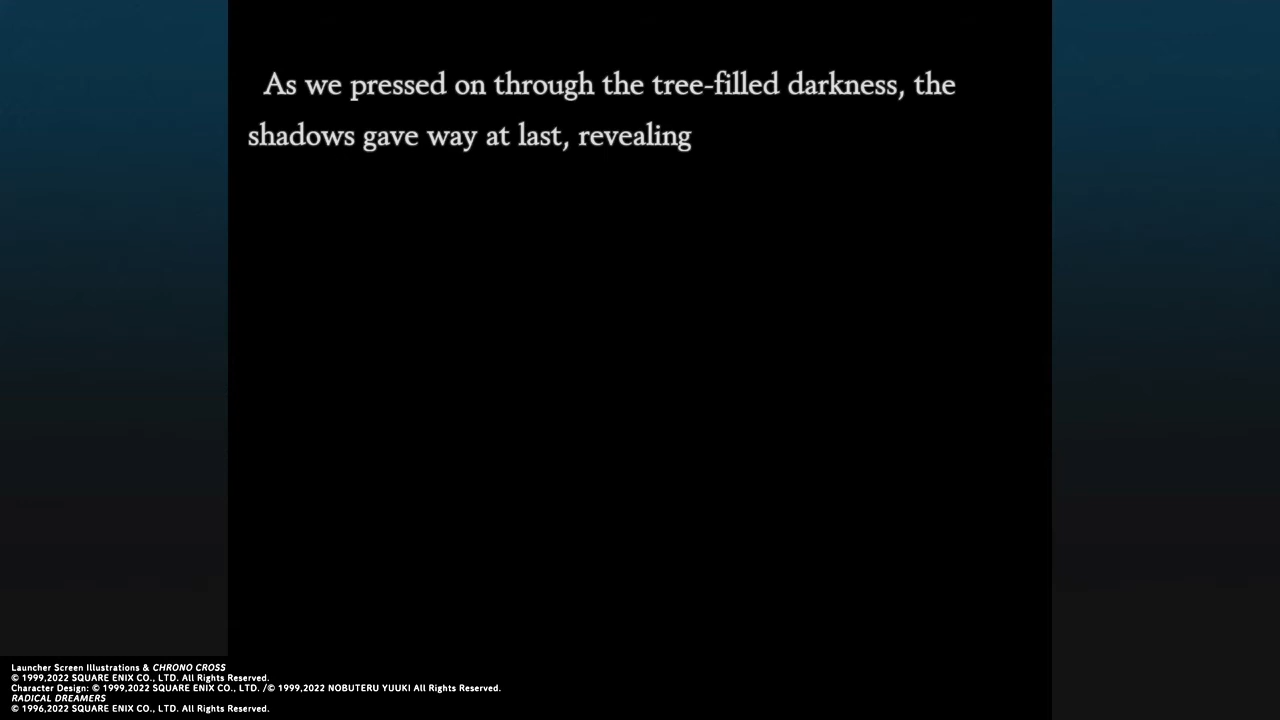 As we pressed on through the tree-filled darkness, the
shadows gave way at last, revealing
Launcher Screen Illustrations & CHRONO CROSS
© 1999,2022 SQUARE ENIX CO., LTD. All Rights Reserved.
Character Design: © 1999,2022 SQUARE ENIX CO., LTD. /© 1999,2022 NOBUTERU YUUKI All Rights Reserved.
RADICAL DREAMERS
© 1996,2022 SQUARE ENIX CO., LTD. All Rights Reserved.